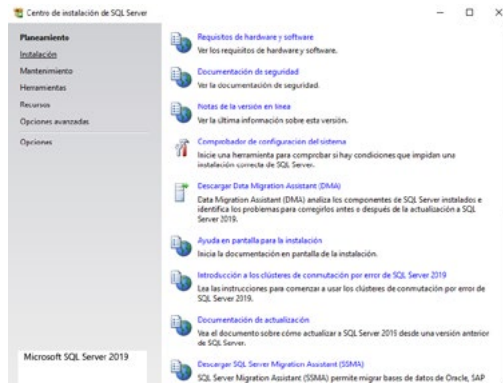 Centro de instalación de SQL Server
Planeamiento
Instalación
Mantenimiento
Herramientas
Recursos
Opciones avanzadas
Opciones
Microsoft SQL Server 2019
Requisitos de hardware y software
Ver los requisitos de hardware y software.
Documentación de seguridad
Ver la documentación de seguridad.
Notas de la versión en línea
Ver la última información sobre esta versión.
Comprobador de configuración del sistema
Inicie una herramienta para comprobar si hay condiciones que impidan una
instalación correcta de SQL Server.
Descargar Data Migration Assistant (DMA)
Data Migration Assistant (DMA) analiza los componentes de SQL Server instalados e
identifica los problemas para corregirlos antes o después de la actualización a SQL
Server 2019.
Ayuda en pantalla para la instalación
Inicia la documentación en pantalla de la instalación.
Introducción a los clústeres de conmutación por error de SQL Server 2019
Lea las instrucciones para comenzar a usar los clústeres de conmutación por error de
SQL Server 2019.
Documentación de actualización
Vea el documento sobre cómo actualizar a SQL Server 2019 desde una versión anterior
de SQL Server.
Descargar SQL Server Migration Assistant (SSMA)
SQL Server Migration Assistant (SSMA) permite migrar bases de datos de Oracle, SAP